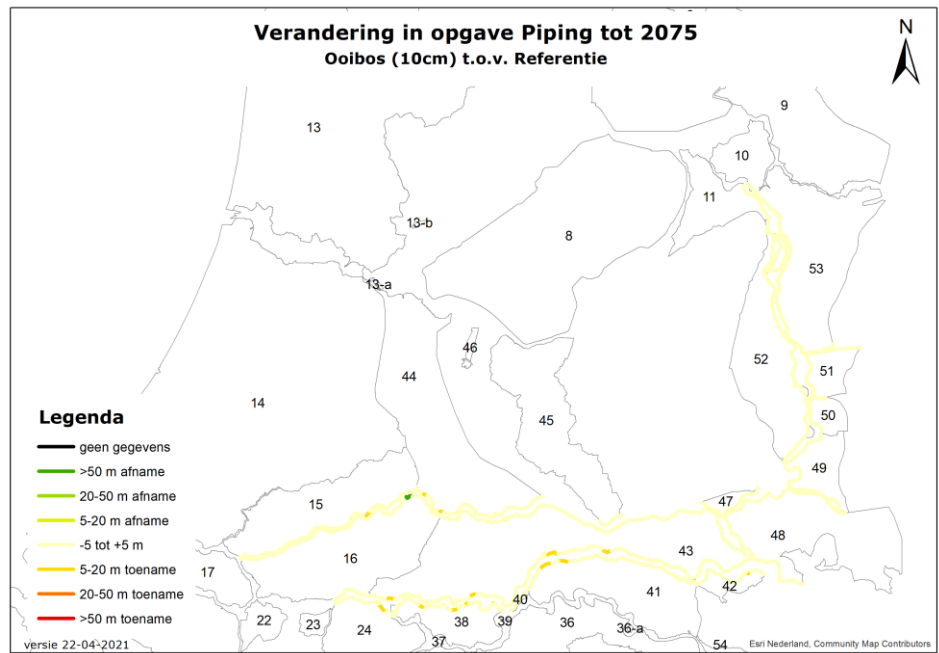 Verandering in opgave Piping tot 2075
Ooibos (10cm) t.o.v. Referentie
N
9
13
10
11
13-b
8
53
13-a
46
52
44
51
14
45
50
Legenda
geen gegevens
>50 m afname
20-50 m afname
5-20 m afname
-5 tot +5 m
5-20 m toename
20-50 m toename
>50 m toename
49
47
15
48
16
43
17
42
41
40
22
23
24
38
39
36
36-a
37
54
versie 22-04-2021
Esri Nederland, Community Map Contributors